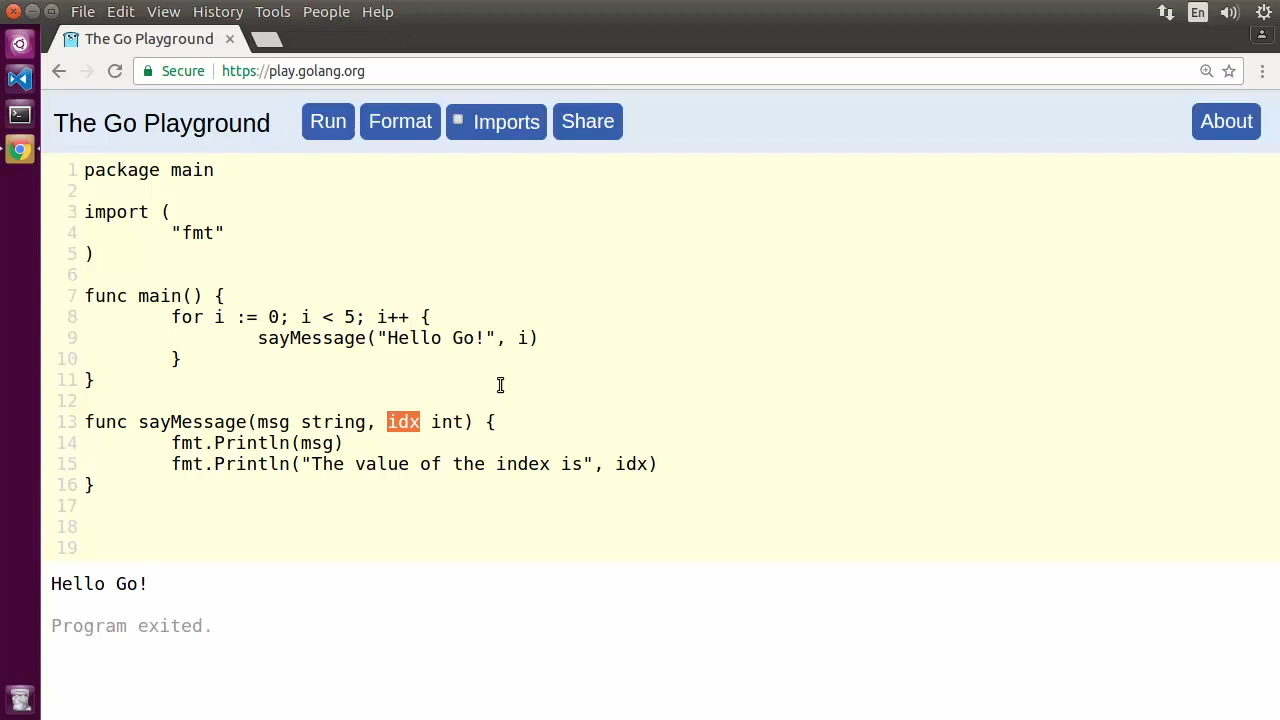 File Edit View History Tools People Help
En
The Go Playground
Secure https://play.golang.org
The Go Playground Run Format Imports Share About
1 package main
2
3 import (
4 "fmt"
5 )
6
7 func main() {
8 for i := 0; i < 5; i++ {
9 sayMessage("Hello Go!", i)
10 }
11 }
12
13 func sayMessage(msg string, idx int) {
14 fmt.Println(msg)
15 fmt.Println("The value of the index is", idx)
16 }
17
18
19
Hello Go!
Program exited.